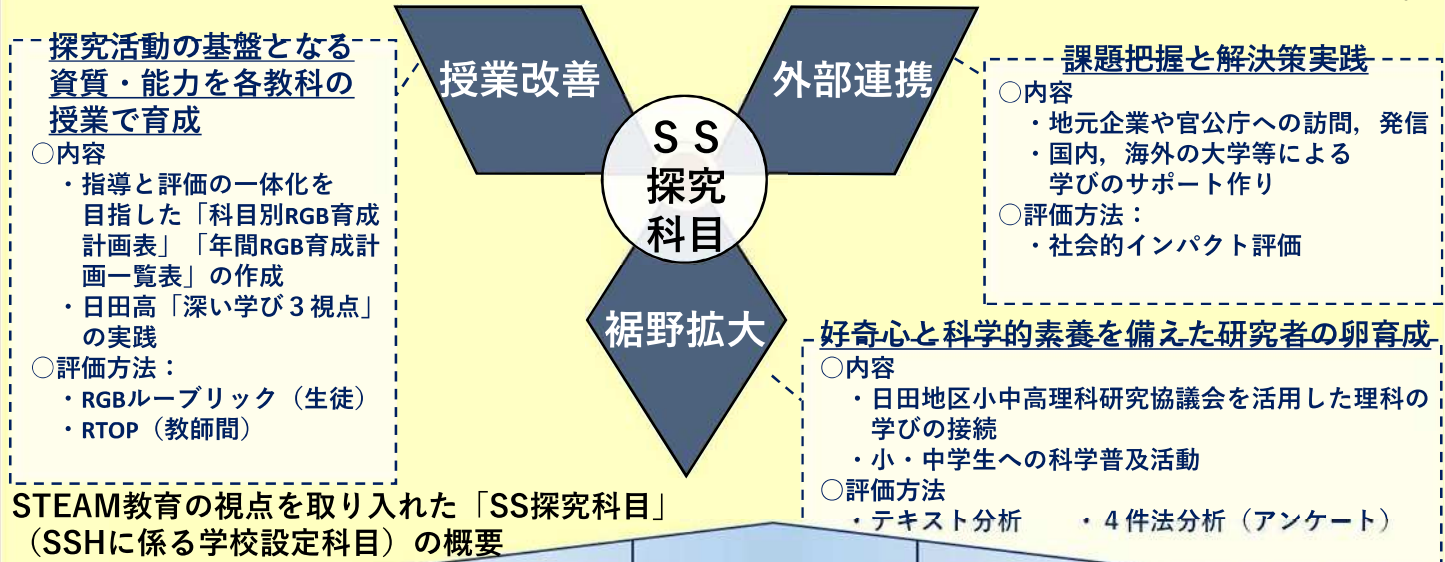 探究活動の基盤となる
資質・能力を各教科の
授業で育成
○内容
・指導と評価の一体化を
目指した「科目別RGB育成
計画表」「年間RGB育成計
画一覧表」の作成
・日田高「深い学び３視点」
の実践
○評価方法：
・RGBルーブリック（生徒）
・RTOP（教師間）
授業改善
外部連携
ＳＳ
探究
科目
裾野拡大
課題把握と解決策実践
○内容
・地元企業や官公庁への訪問，発信
・国内，海外の大学等による
学びのサポート作り
○評価方法：
・社会的インパクト評価
好奇心と科学的素養を備えた研究者の卵育成
○内容
・日田地区小中高理科研究協議会を活用した理科の
学びの接続
・小・中学生への科学普及活動
○評価方法
・テキスト分析　　・４件法分析（アンケート）
STEAM教育の視点を取り入れた「SS探究科目」
（SSHに係る学校設定科目）の概要